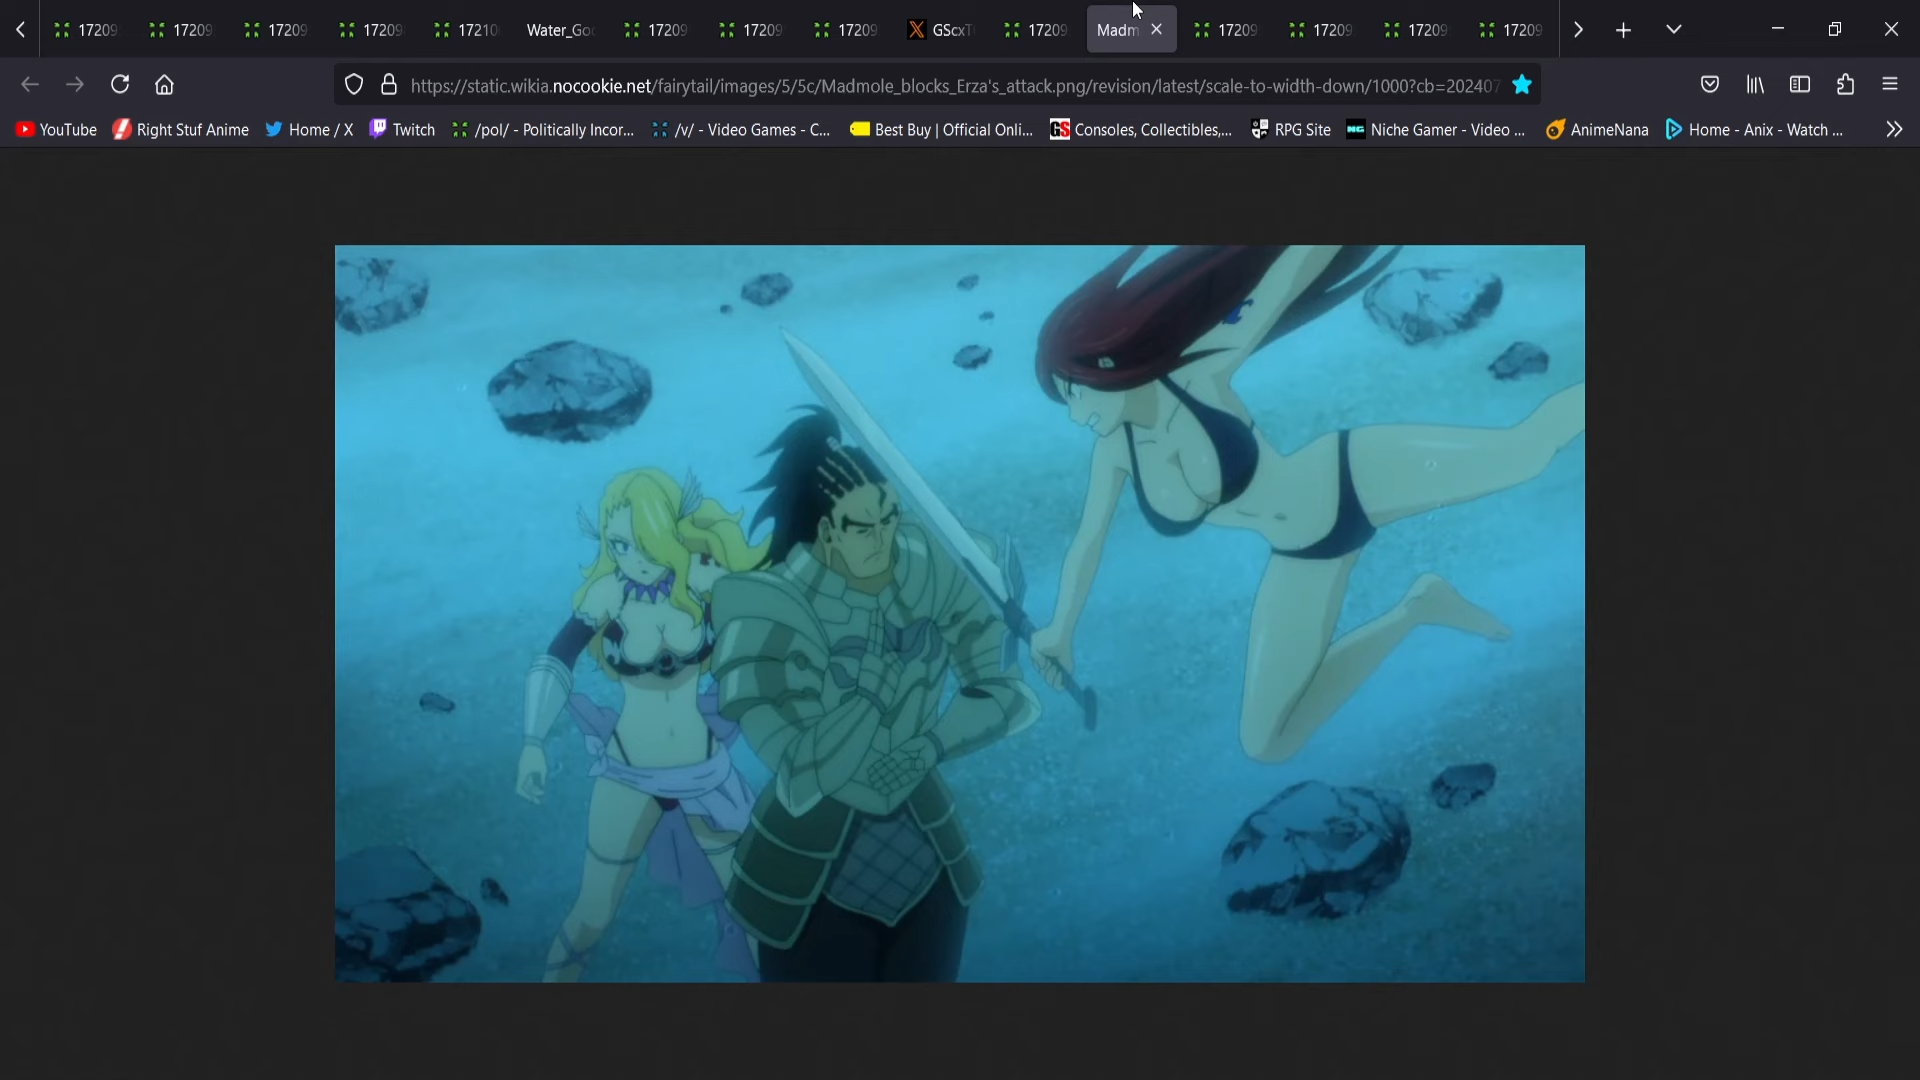 17209 17209 17209 17209 17210 Water_Goo 17209 17209 17209 GScxT 17209 Madm 17209 17209 17209 17209
https://static.wikia.nocookie.net/fairytail/images/5/5c/Madmole_blocks_Erza's_attack.png/revision/latest/scale-to-width-down/1000?cb=202407
YouTube Right Stuf Anime Home / X Twitch /pol/ - Politically Incor... /v/ - Video Games - C... Best Buy | Official Onli... Consoles, Collectibles,... RPG Site Niche Gamer - Video ... AnimeNana Home - Anix - Watch ...